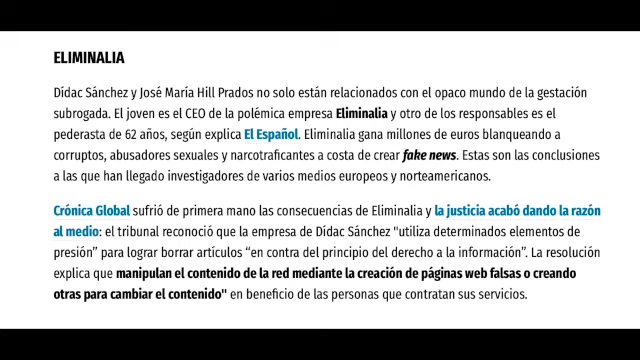 ELIMINALIA
Dídac Sánchez y José María Hill Prados no solo están relacionados con el opaco mundo de la gestación
subrogada. El joven es el CEO de la polémica empresa Eliminalia y otro de los responsables es el
pederasta de 62 años, según explica El Español. Eliminalia gana millones de euros blanqueando a
corruptos, abusadores sexuales y narcotraficantes a costa de crear fake news. Estas son las conclusiones
a las que han llegado investigadores de varios medios europeos y norteamericanos.
Crónica Global sufrió de primera mano las consecuencias de Eliminalia y la justicia acabó dando la razón
al medio: el tribunal reconoció que la empresa de Dídac Sánchez "utiliza determinados elementos de
presión” para lograr borrar artículos “en contra del principio del derecho a la información”. La resolución
explica que manipulan el contenido de la red mediante la creación de páginas web falsas o creando
otras para cambiar el contenido" en beneficio de las personas que contratan sus servicios.